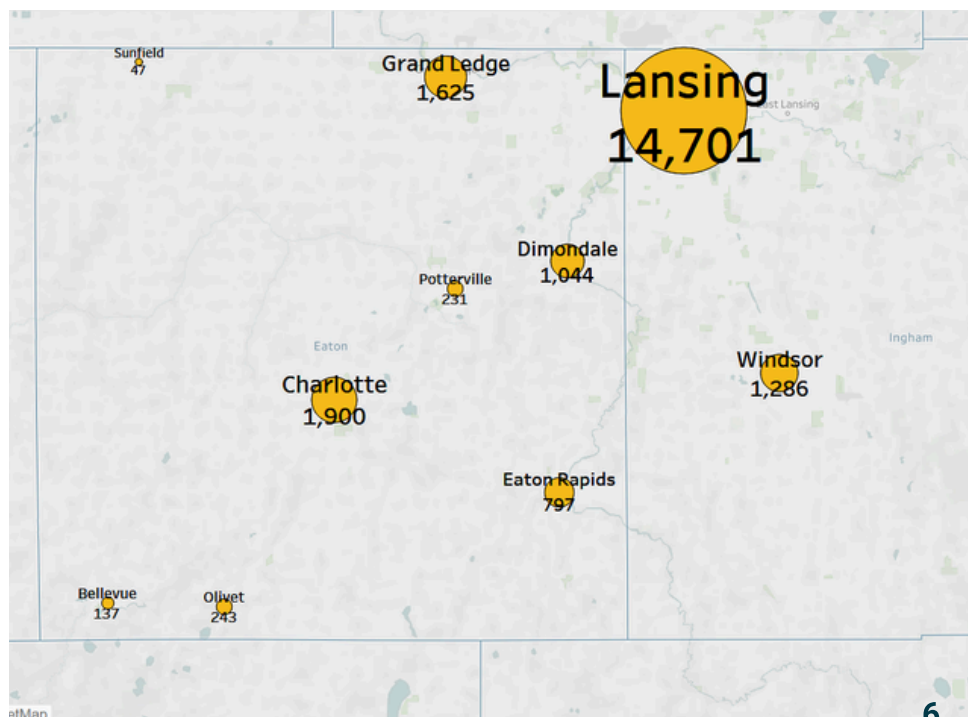 Sunfield
47
Grand Ledge
1,625
Lansing
14,701
East Lansing
Dimondale
1,044
Potterville
231
Eaton
Ingham
Windsor
1,286
Charlotte
1,900
Eaton Rapids
797
Bellevue
137
Olivet
243
etMap
6